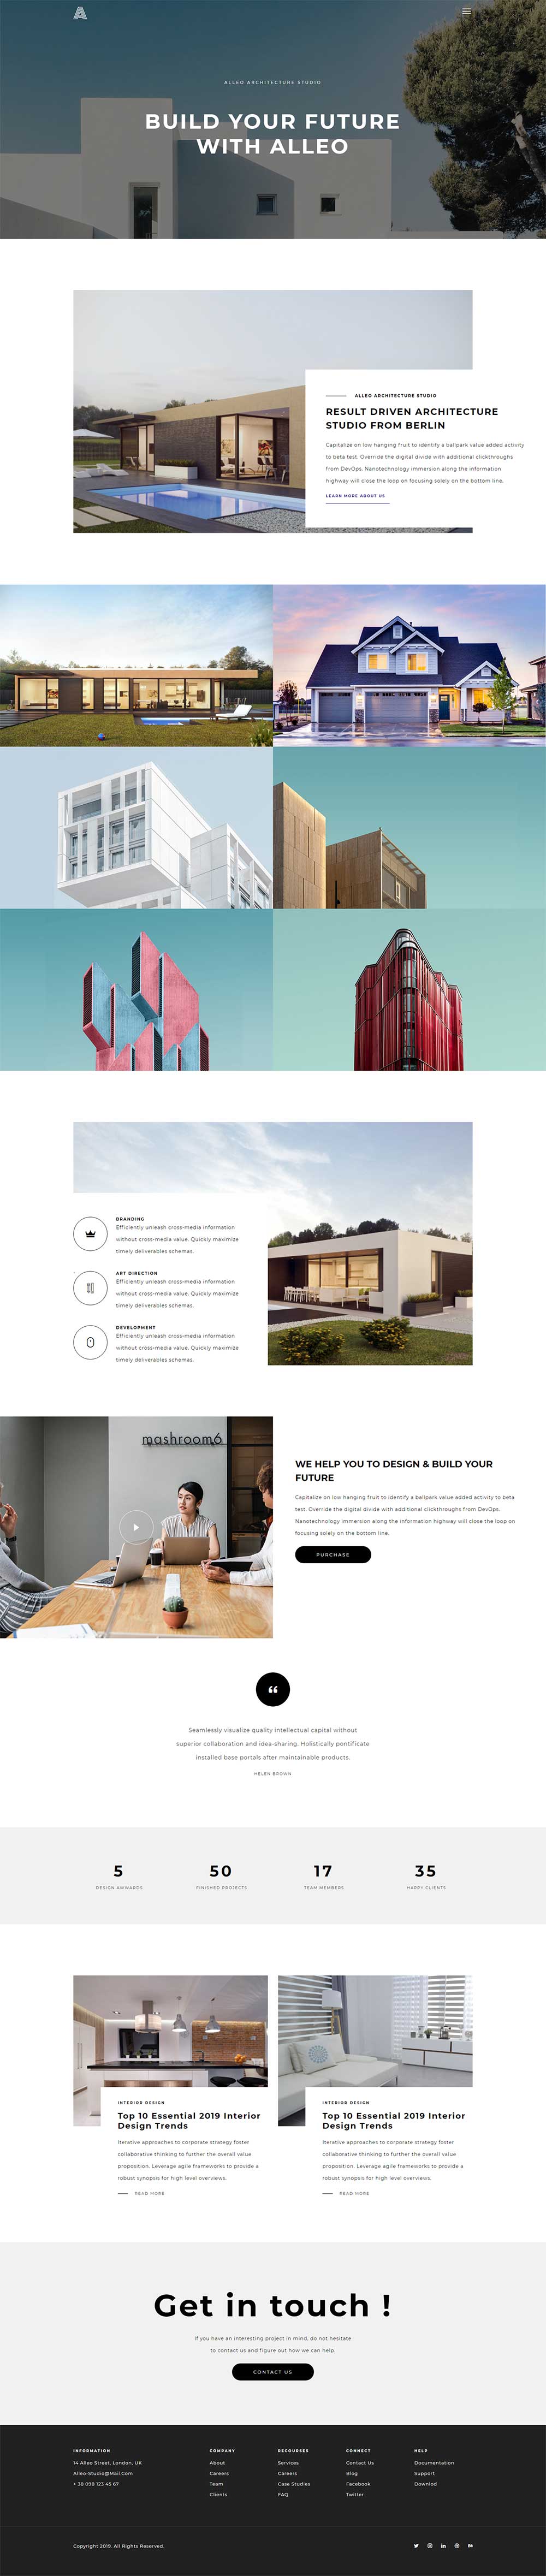 ALLEO ARCHITECTURE STUDIO
BUILD YOUR FUTURE
WITH ALLEO
ALLEO ARCHITECTURE STUDIO
RESULT DRIVEN ARCHITECTURE
STUDIO FROM BERLIN
Capitalize on low hanging fruit to identify a ballpark value added activity
to beta test. Override the digital divide with additional clickthroughs
from DevOps. Nanotechnology immersion along the information
highway will close the loop on focusing solely on the bottom line.
LEARN MORE ABOUT US
BRANDING
Efficiently unleash cross-media information
without cross-media value. Quickly maximize
timely deliverables schemas.
ART DIRECTION
Efficiently unleash cross-media information
without cross-media value. Quickly maximize
timely deliverables schemas.
DEVELOPMENT
Efficiently unleash cross-media information
without cross-media value. Quickly maximize
timely deliverables schemas.
mashroom6
WE HELP YOU TO DESIGN & BUILD YOUR
FUTURE
Capitalize on low hanging fruit to identify a ballpark value added activity to beta
test. Override the digital divide with additional clickthroughs from DevOps.
Nanotechnology immersion along the information highway will close the loop on
focusing solely on the bottom line.
PURCHASE
Seamlessly visualize quality intellectual capital without
superior collaboration and idea-sharing. Holistically pontificate
installed base portals after maintainable products.
HELEN BROWN
5 50 17 35
DESIGN AWWARDS FINISHED PROJECTS TEAM MEMBERS HAPPY CLIENTS
INTERIOR DESIGN
Top 10 Essential 2019 Interior
Design Trends
Iterative approaches to corporate strategy foster
collaborative thinking to further the overall value
proposition. Leverage agile frameworks to provide a
robust synopsis for high level overviews.
READ MORE
INTERIOR DESIGN
Top 10 Essential 2019 Interior
Design Trends
Iterative approaches to corporate strategy foster
collaborative thinking to further the overall value
proposition. Leverage agile frameworks to provide a
robust synopsis for high level overviews.
READ MORE
Get in touch !
If you have an interesting project in mind, do not hesitate
to contact us and figure out how we can help.
CONTACT US
INFORMATION
14 Alleo Street, London, UK
Alleo-Studio@Mail.Com
+ 38 098 123 45 67
COMPANY
About
Careers
Team
Clients
RECOURSES
Services
Careers
Case Studies
FAQ
CONNECT
Contact Us
Blog
Facebook
Twitter
HELP
Documentation
Support
Downlod
Copyright 2019. All Rights Reserved.